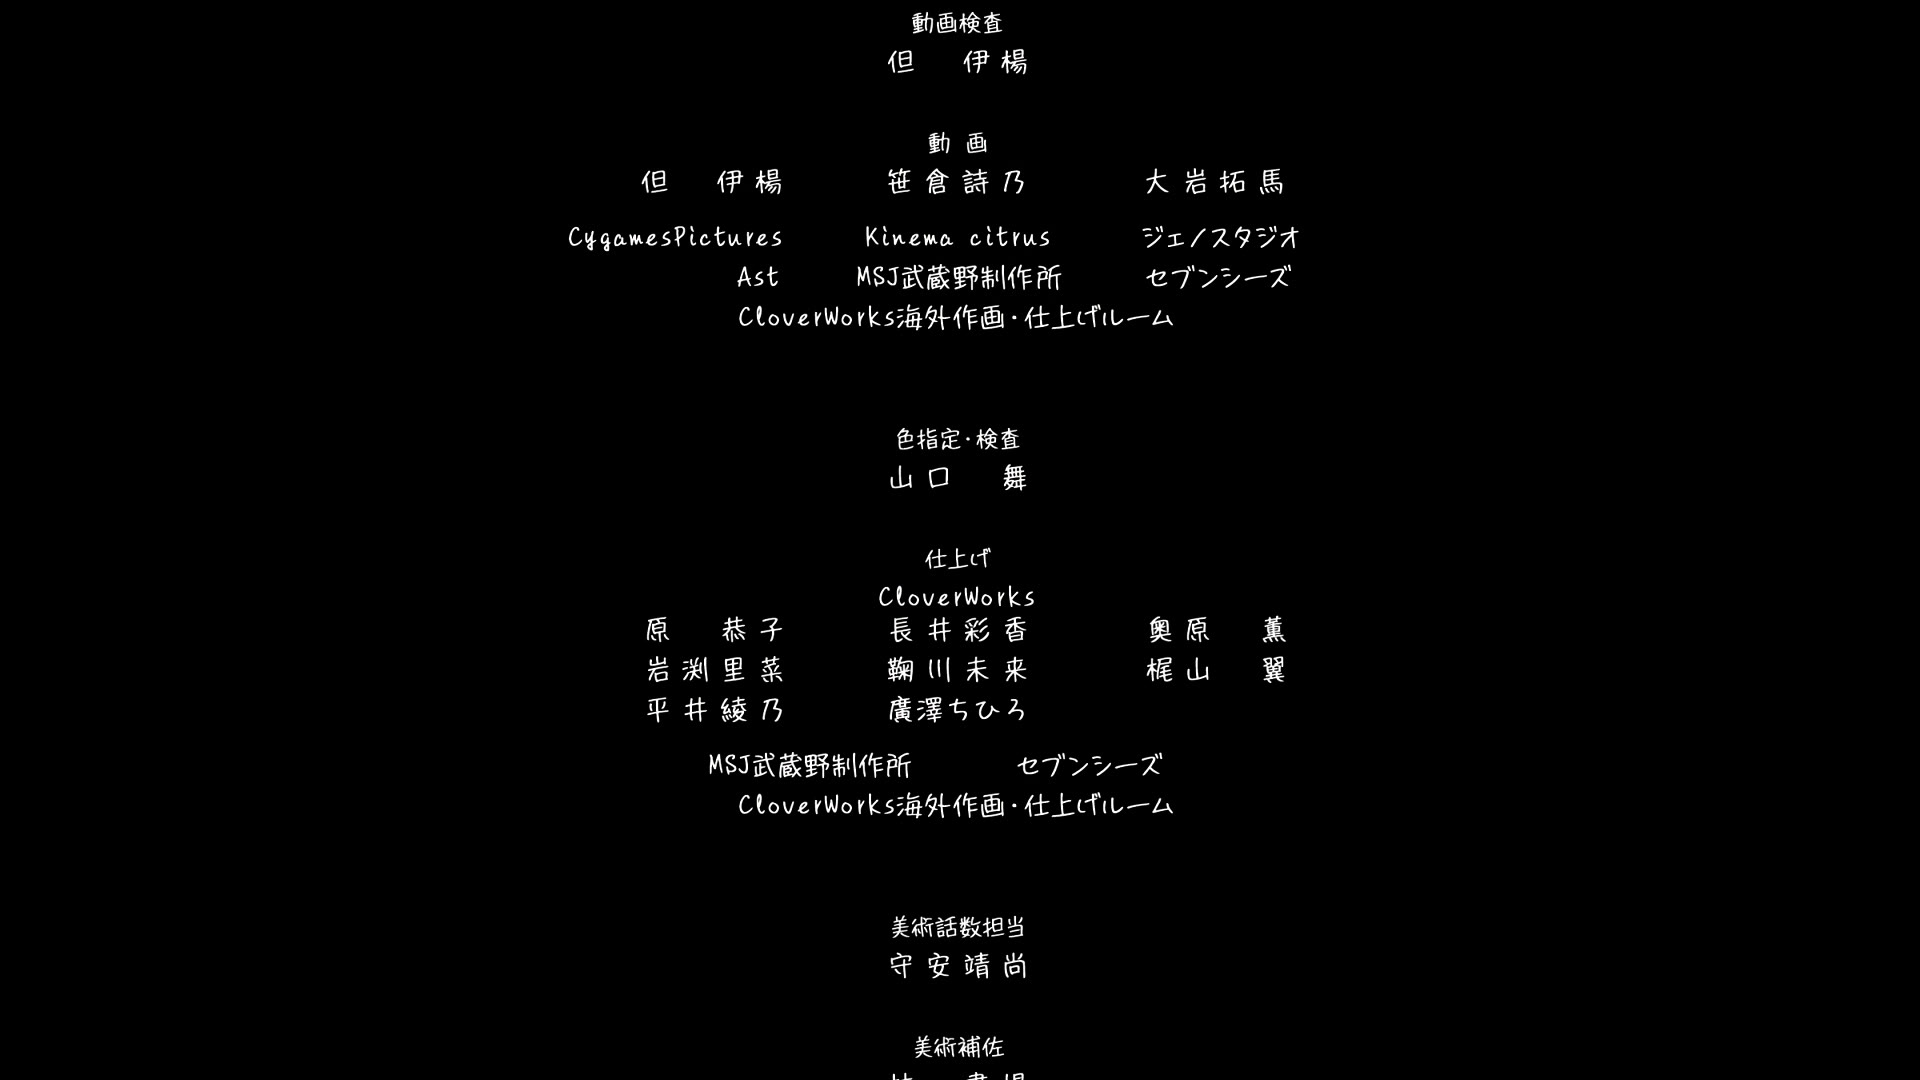 動画検査
但　伊楊
動画
但　伊楊　笹倉詩乃　大岩拓馬
CygamesPictures　Kinema citrus　ジェノスタジオ
Ast　MSJ武蔵野制作所　セブンシーズ
CloverWorks海外作画・仕上げルーム
色指定・検査
山口　舞
仕上げ
CloverWorks
原　恭子　長井彩香　奥原　薫
岩渕里菜　鞠川未来　梶山　翼
平井綾乃　廣澤ちひろ
MSJ武蔵野制作所　セブンシーズ
CloverWorks海外作画・仕上げルーム
美術話数担当
守安靖尚
美術補佐